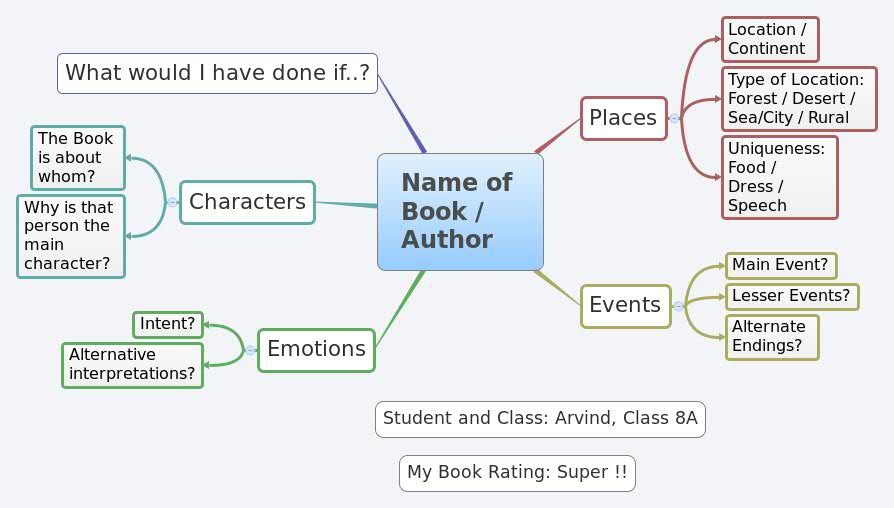 What would I have done if..?
The Book
is about
whom?
Why is that
person the
main
character?
Characters
Intent?
Alternative
interpretations?
Emotions
Name of
Book /
Author
Places
Location /
Continent
Type of Location:
Forest / Desert /
Sea/City / Rural
Uniqueness:
Food /
Dress /
Speech
Events
Main Event?
Lesser Events?
Alternate
Endings?
Student and Class: Arvind, Class 8A
My Book Rating: Super !!